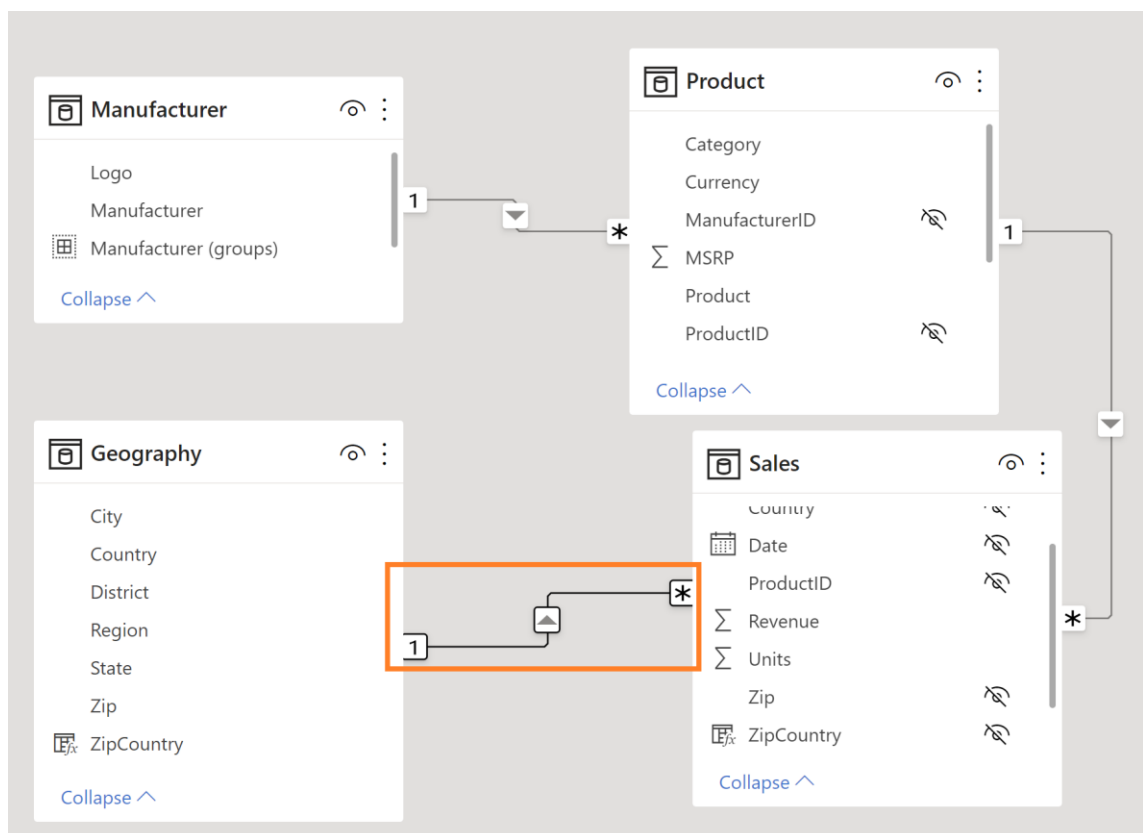 Manufacturer
Logo
Manufacturer
Manufacturer (groups)
Collapse
1
*
Product
Category
Currency
ManufacturerID
MSRP
Product
ProductID
Collapse
1
Geography
City
Country
District
Region
State
Zip
ZipCountry
Collapse
1
*
Sales
Country
Date
ProductID
Revenue
Units
Zip
ZipCountry
Collapse
*